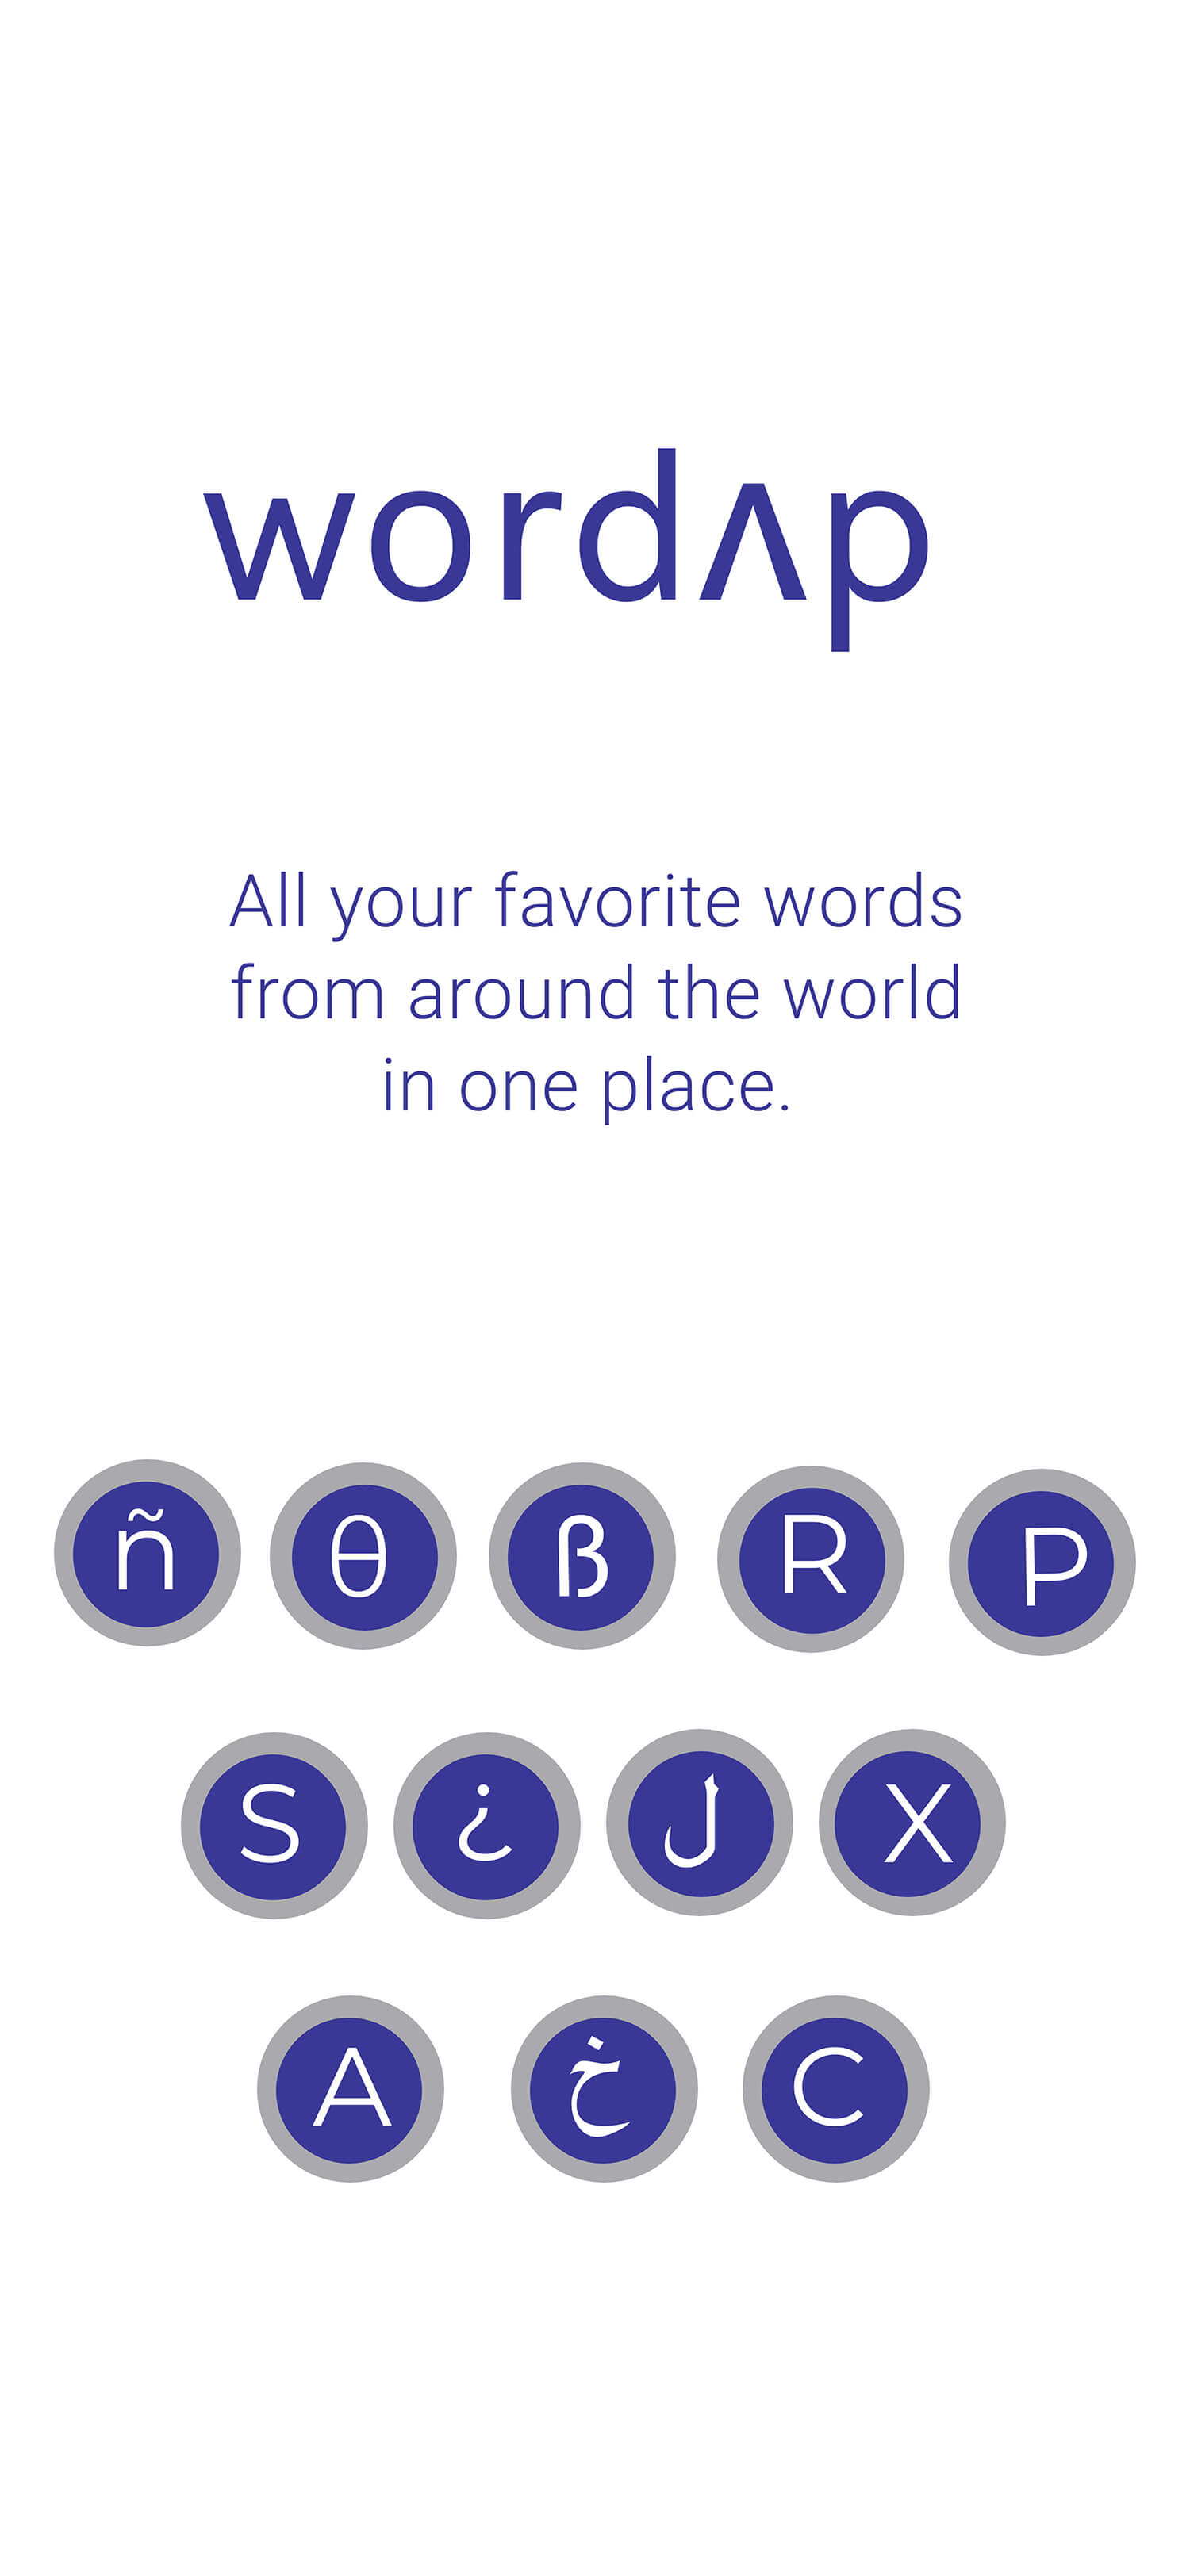 wordʌp
All your favorite words
from around the world
in one place.
ñ θ ß R P
S ¿ ل X
A خ C